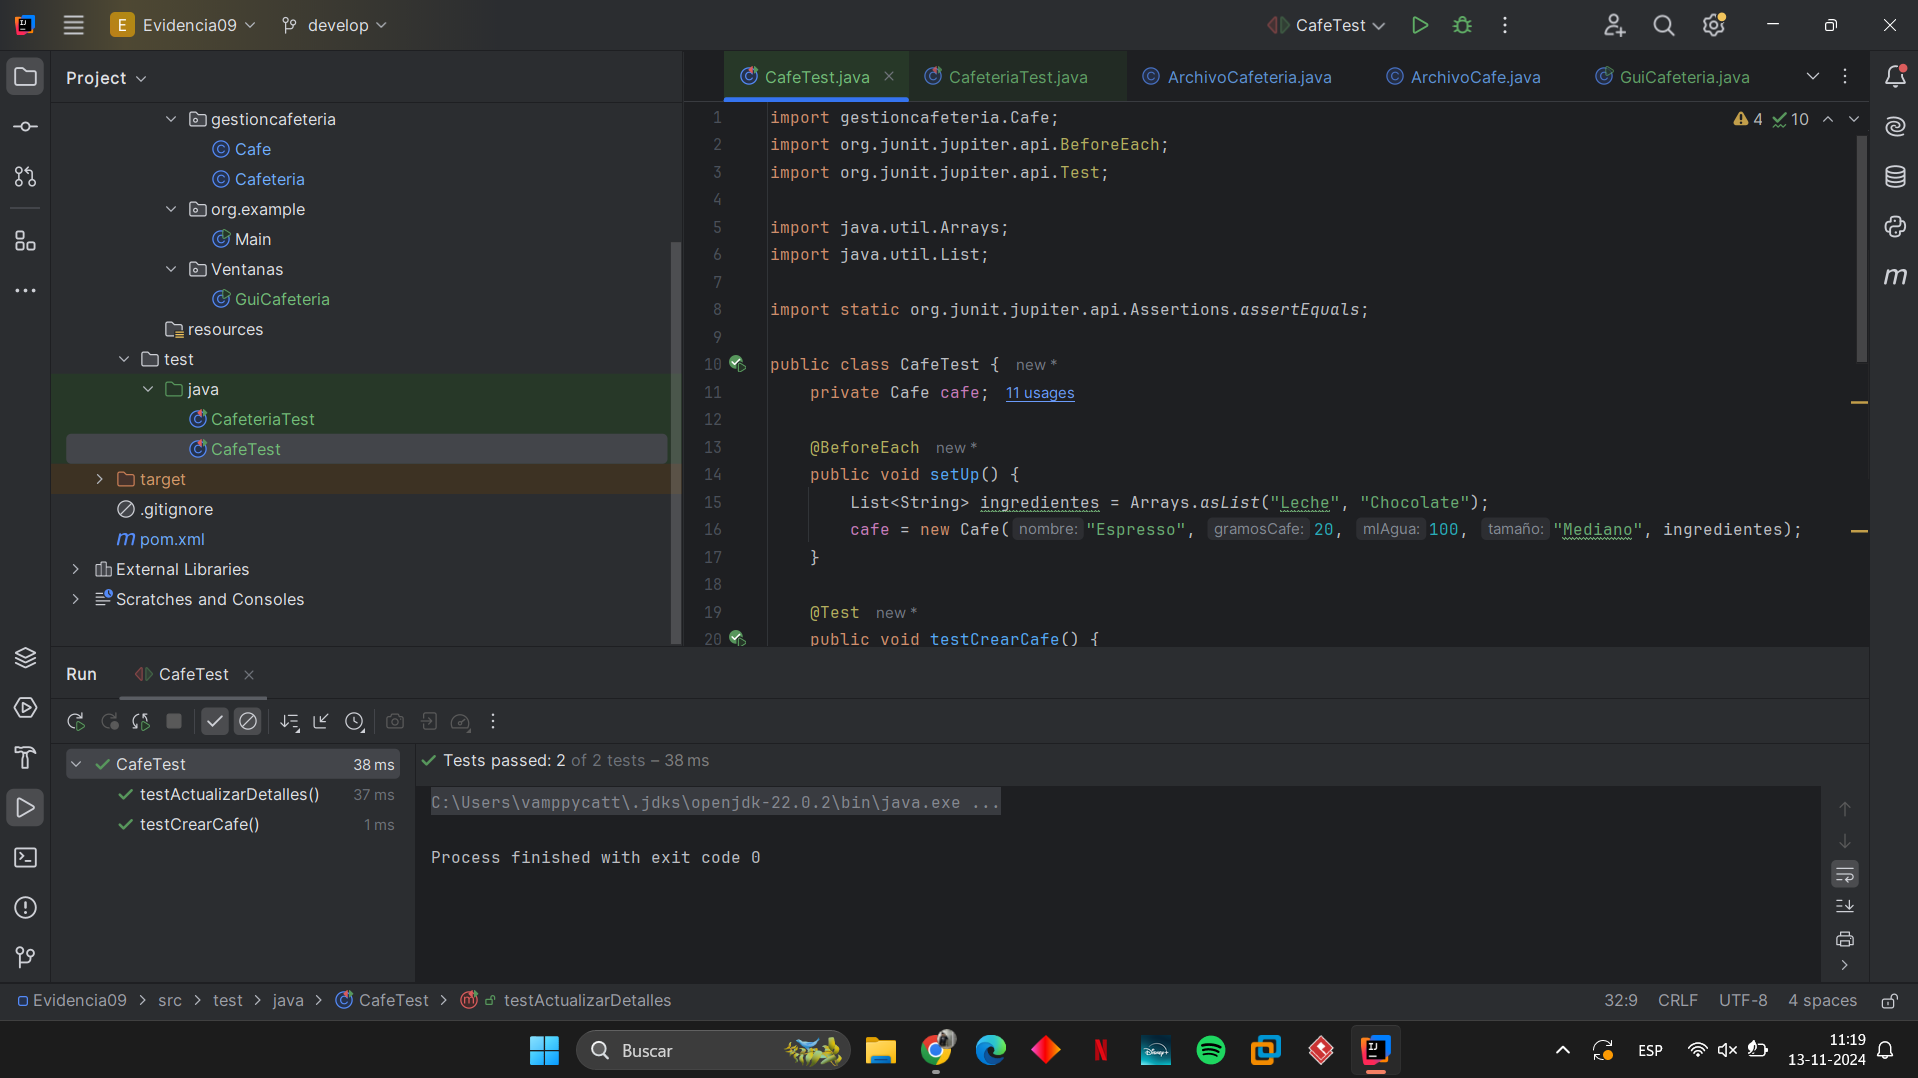 E Evidencia09 develop CafeTest
Project
gestioncafeteria
Cafe
Cafeteria
org.example
Main
Ventanas
GuiCafeteria
resources
test
java
CafeteriaTest
CafeTest
target
.gitignore
pom.xml
External Libraries
Scratches and Consoles
CafeTest.java CafeteriaTest.java ArchivoCafeteria.java ArchivoCafe.java GuiCafeteria.java
4 10
1 import gestioncafeteria.Cafe;
2 import org.junit.jupiter.api.BeforeEach;
3 import org.junit.jupiter.api.Test;
4
5 import java.util.Arrays;
6 import java.util.List;
7
8 import static org.junit.jupiter.api.Assertions.assertEquals;
9
10 public class CafeTest { new *
11 private Cafe cafe; 11 usages
12
13 @BeforeEach new *
14 public void setUp() {
15 List<String> ingredientes = Arrays.asList("Leche", "Chocolate");
16 cafe = new Cafe( nombre: "Espresso", gramosCafe: 20, mlAgua: 100, tamaño: "Mediano", ingredientes);
17 }
18
19 @Test new *
20 public void testCrearCafe() {
Run CafeTest
CafeTest 38 ms
testActualizarDetalles() 37 ms
testCrearCafe() 1 ms
Tests passed: 2 of 2 tests – 38 ms
C:\Users\vamppycatt\.jdks\openjdk-22.0.2\bin\java.exe ...
Process finished with exit code 0
Evidencia09 > src > test > java > CafeTest > testActualizarDetalles
32:9 CRLF UTF-8 4 spaces
Buscar
Disney+
ESP
11:19
13-11-2024